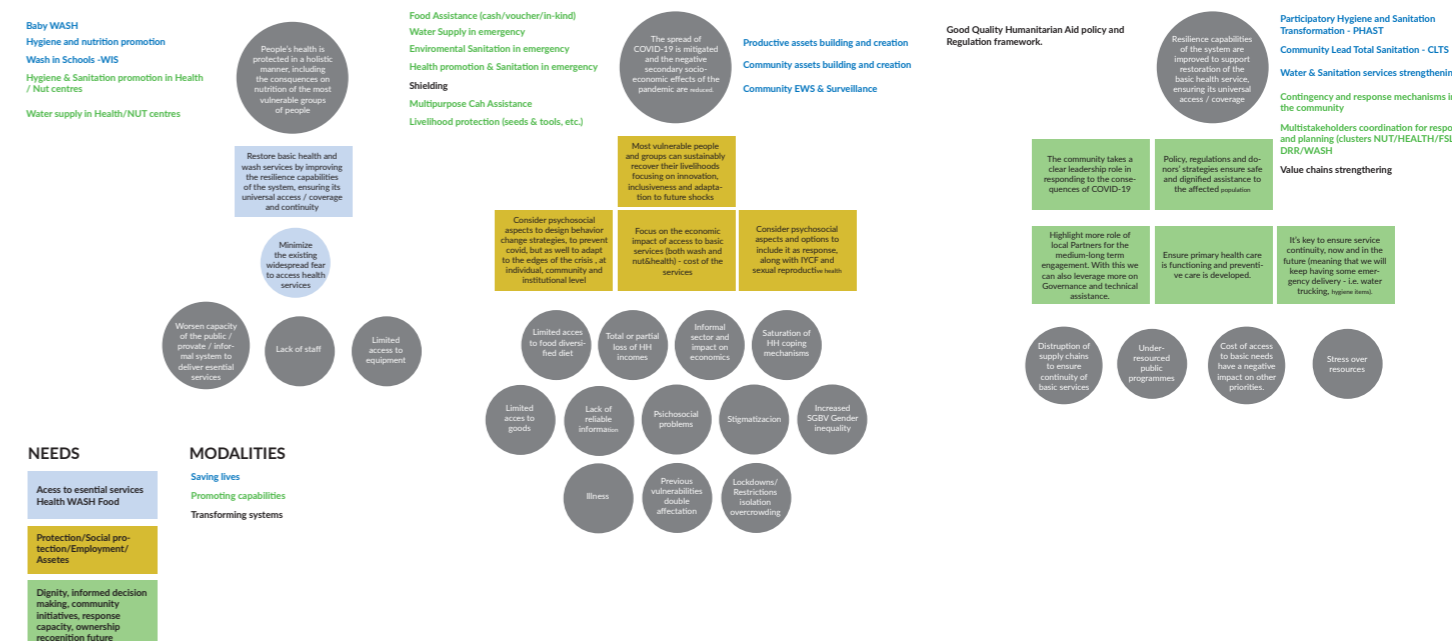 Baby WASH
Hygiene and nutrition promotion
Wash in Schools -WIS
Hygiene & Sanitation promotion in Health
/ Nut centres
Water supply in Health/NUT centres
People's health is
protected in a holistic
manner, including
the consquences on
nutrition of the most
vulnerable groups
of people
Restore basic health and
wash services by improving
the resilience capabilities
of the system, ensuring its
universal access / coverage
and continuity
Minimize
the existing
widespread fear
to access health
services
Worsen capacity
of the public /
provate / infor-
mal system to
deliver esential
services
Lack of staff
Limited
access to
equipment
Food Assistance (cash/voucher/in-kind)
Water Supply in emergency
Enviromental Sanitation in emergency
Health promotion & Sanitation in emergency
Shielding
Multipurpose Cah Assistance
Livelihood protection (seeds & tools, etc.)
The spread of
COVID-19 is mitigated
and the negative
secondary socio-
economic effects of the
pandemic are reduced.
Productive assets building and creation
Community assets building and creation
Community EWS & Surveillance
Most vulnerable people
and groups can sustainably
recover their livelihoods
focusing on innovation,
inclusiveness and adapta-
tion to future shocks
Consider psychosocial
aspects to design behavior
change strategies, to prevent
covid, but as well to adapt
to the edges of the crisis , at
individual, community and
institutional level
Focus on the economic
impact of access to basic
services (both wash and
nut&health) - cost of the
services
Consider psychosocial
aspects and options to
include it as response,
along with IYCF and
sexual reproductive health
Limited acces
to food diversi-
fied diet
Total or partial
loss of HH
incomes
Informal
sector and
impact on
economics
Saturation of
HH coping
mechanisms
Limited
acces to
goods
Lack of
reliable
information
Psichosocial
problems
Stigmatizacion
Increased
SGBV Gender
inequality
Illness
Previous
vulnerabilities
double
affectation
Lockdowns/
Restrictions
isolation
overcrowding
Good Quality Humanitarian Aid policy and
Regulation framework.
Resilience capabilities
of the system are
improved to support
restoration of the
basic health service,
ensuring its universal
access / coverage
Participatory Hygiene and Sanitation
Transformation - PHAST
Community Lead Total Sanitation - CLTS
Water & Sanitation services strengthenin
Contingency and response mechanisms i
the community
Multistakeholders coordination for respo
and planning (clusters NUT/HEALTH/FSL
DRR/WASH
Value chains strengthening
The community takes a
clear leadership role in
responding to the conse-
quences of COVID-19
Policy, regulations and do-
nors' strategies ensure safe
and dignified assistance to
the affected population
Highlight more role of
local Partners for the
medium-long term
engagement. With this we
can also leverage more on
Governance and technical
assistance.
Ensure primary health care
is functioning and preventi-
ve care is developed.
It's key to ensure service
continuity, now and in the
future (meaning that we will
keep having some emer-
gency delivery - i.e. water
trucking, hygiene items).
Distruption of
supply chains
to ensure
continuity of
basic services
Under-
resourced
public
programmes
Cost of access
to basic needs
have a negative
impact on other
priorities.
Stress over
resources
NEEDS
Acess to esential services
Health WASH Food
Protection/Social pro-
tection/Employment/
Assetes
Dignity, informed decision
making, community
initiatives, response
capacity, ownership
recognition future
MODALITIES
Saving lives
Promoting capabilities
Transforming systems